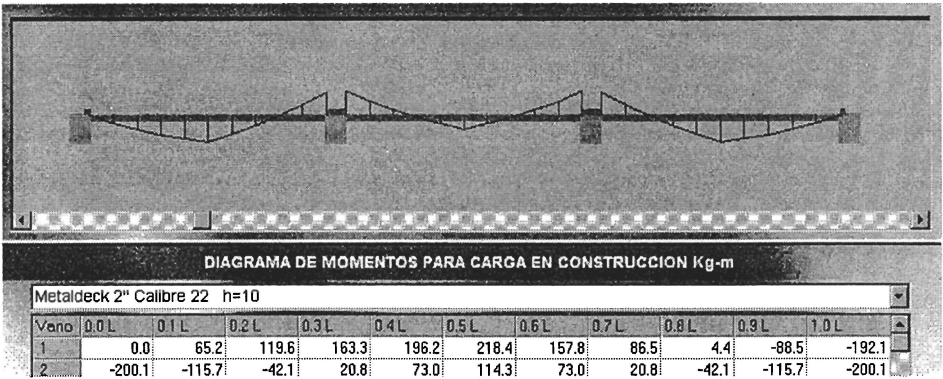 DIAGRAMA DE MOMENTOS PARA CARGA EN CONSTRUCCION Kg-m
Metaldeck 2" Calibre 22 h=10
Vano 0.0 L 0.1 L 0.2 L 0.3 L 0.4 L 0.5 L 0.6 L 0.7 L 0.8 L 0.9 L 1.0 L
1 0.0 65.2 119.6 163.3 196.2 218.4 157.8 86.5 4.4 -88.5 -192.1
2 -200.1 -115.7 -42.1 20.8 73.0 114.3 73.0 20.8 -42.1 -115.7 -200.1